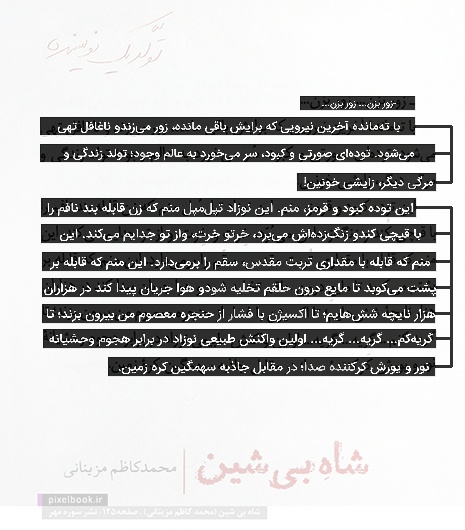 تولد یک نویسنده
-زور بزن... زور بزن...
با ته‌مانده آخرین نیرویی که برایش باقی مانده، زور می‌زندو ناغافل تهی
می‌شود. توده‌ای صورتی و کبود، سر می‌خورد به عالم وجود؛ تولد زندگی و
مرگی دیگر، زایشی خونین!
این توده کبود و قرمز، منم. این نوزاد تپل‌مپل منم که زن قابله بند نافم را
با قیچی کندو زنگ‌زده‌اش می‌برد، خرتو خرت، واز تو جدایم می‌کند. این
منم که قابله با مقداری تربت مقدس، سقم را برمی‌دارد. این منم که قابله بر
پشت می‌کوبد تا مایع درون حلقم تخلیه شودو هوا جریان پیدا کند در هزاران
هزار نایچه شش‌هایم؛ تا اکسیژن با فشار از حنجره معصوم من بیرون بزند؛ تا
گریه‌کم... گریه... گریه... اولین واکنش طبیعی نوزاد در برابر هجوم وحشیانه
نور و یورش کرکننده صدا؛ در مقابل جاذبه سهمگین کره زمین.
شاهِ بی شین | محمدکاظم مزینانی
pixelbook.ir
شاه بی شین (محمد کاظم مزینانی). صفحه۱۲۵. نشر سوره مهر